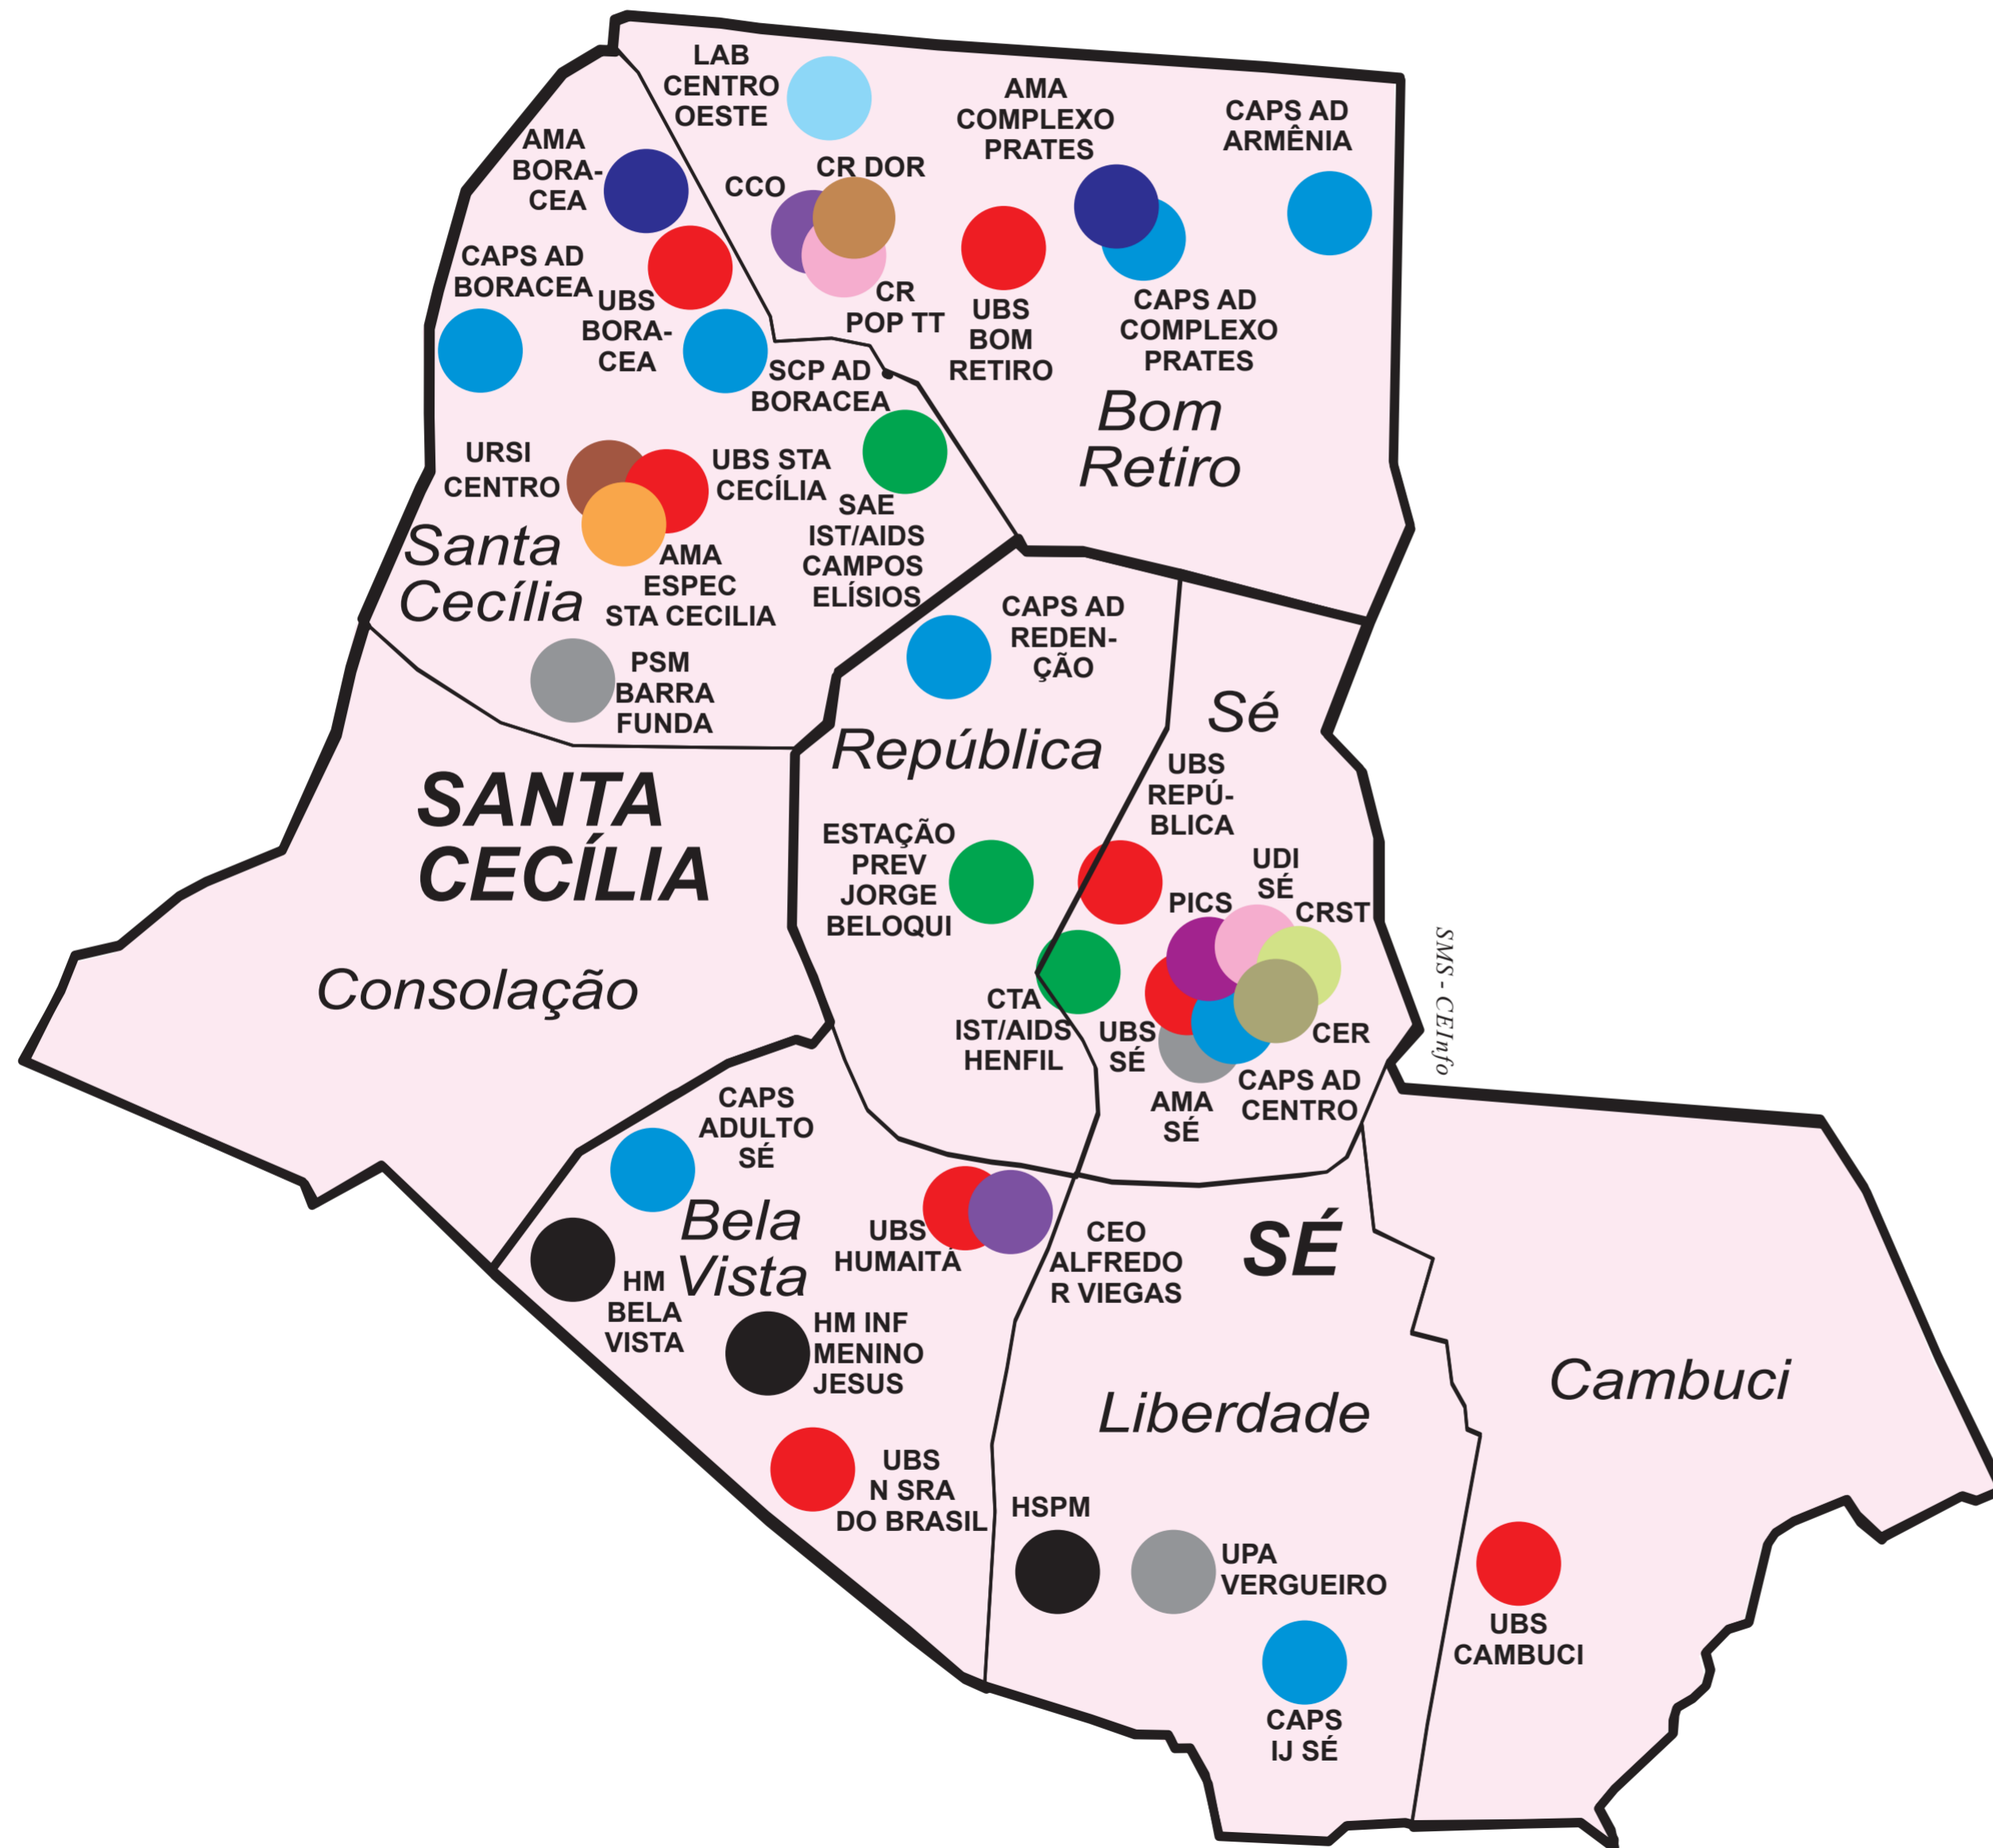 LAB
CENTRO
OESTE
AMA
COMPLEXO
PRATES
CAPS AD
ARMÊNIA
AMA
BORA-
CEA
CCO
CR DOR
CR
POP TT
UBS
BOM
RETIRO
CAPS AD
COMPLEXO
PRATES
CAPS AD
BORACEA
UBS
BORA-
CEA
SCP AD
BORACEA
Bom
Retiro
URSI
CENTRO
UBS STA
CECÍLIA
SAE
IST/AIDS
CAMPOS
ELÍSIOS
Santa
Cecília
AMA
ESPEC
STA CECILIA
PSM
BARRA
FUNDA
CAPS AD
REDEN-
ÇÃO
Sé
República
SANTA
CECÍLIA
UBS
REPÚ-
BLICA
ESTAÇÃO
PREV
JORGE
BELOQUI
UDI
SÉ
PICS
CRST
Consolação
CTA
IST/AIDS
HENFIL
UBS
SÉ
CER
AMA
SÉ
CAPS AD
CENTRO
SMS - CEInfo
CAPS
ADULTO
SÉ
Bela
Vista
UBS
HUMAITÁ
CEO
ALFREDO
R VIEGAS
SÉ
HM
BELA
VISTA
HM INF
MENINO
JESUS
Liberdade
Cambuci
UBS
N SRA
DO BRASIL
HSPM
UPA
VERGUEIRO
UBS
CAMBUCI
CAPS
IJ SÉ